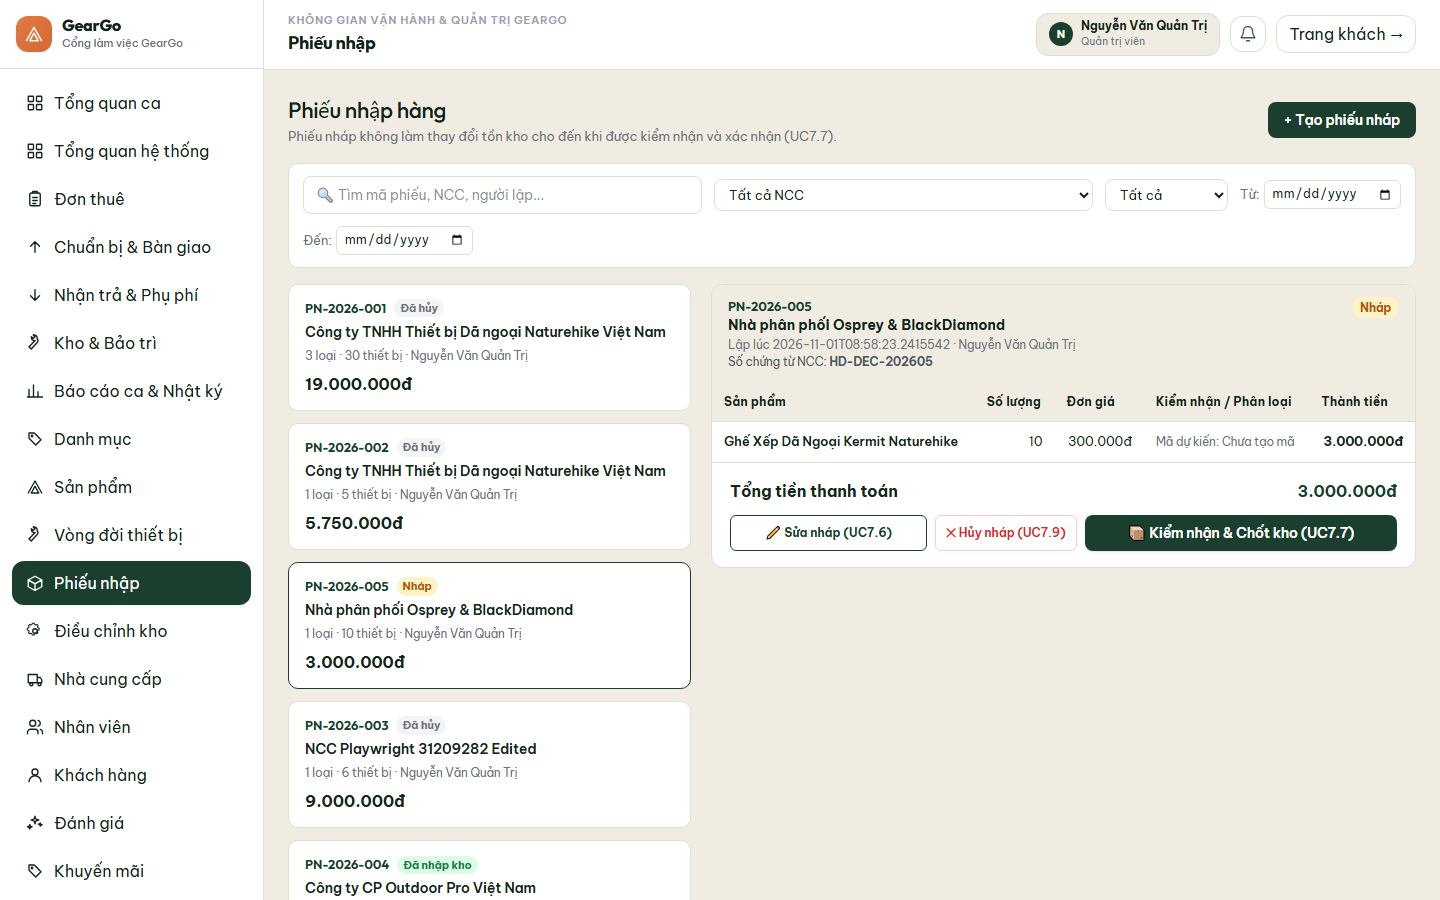 GearGo
Cổng làm việc GearGo
Tổng quan ca
Tổng quan hệ thống
Đơn thuê
Chuẩn bị & Bàn giao
Nhận trả & Phụ phí
Kho & Bảo trì
Báo cáo ca & Nhật ký
Danh mục
Sản phẩm
Vòng đời thiết bị
Phiếu nhập
Điều chỉnh kho
Nhà cung cấp
Nhân viên
Khách hàng
Đánh giá
Khuyến mãi
KHÔNG GIAN VẬN HÀNH & QUẢN TRỊ GEARGO
Phiếu nhập
N
Nguyễn Văn Quản Trị
Quản trị viên
Trang khách →
Phiếu nhập hàng
Phiếu nháp không làm thay đổi tồn kho cho đến khi được kiểm nhận và xác nhận (UC7.7).
+ Tạo phiếu nháp
Tìm mã phiếu, NCC, người lập...
Tất cả NCC
Tất cả
Từ: mm/dd/yyyy
Đến: mm/dd/yyyy
PN-2026-001 Đã hủy
Công ty TNHH Thiết bị Dã ngoại Naturehike Việt Nam
3 loại · 30 thiết bị · Nguyễn Văn Quản Trị
19.000.000đ
PN-2026-002 Đã hủy
Công ty TNHH Thiết bị Dã ngoại Naturehike Việt Nam
1 loại · 5 thiết bị · Nguyễn Văn Quản Trị
5.750.000đ
PN-2026-005 Nháp
Nhà phân phối Osprey & BlackDiamond
1 loại · 10 thiết bị · Nguyễn Văn Quản Trị
3.000.000đ
PN-2026-003 Đã hủy
NCC Playwright 31209282 Edited
1 loại · 6 thiết bị · Nguyễn Văn Quản Trị
9.000.000đ
PN-2026-004 Đã nhập kho
Công ty CP Outdoor Pro Việt Nam
PN-2026-005
Nháp
Nhà phân phối Osprey & BlackDiamond
Lập lúc 2026-11-01T08:58:23.2415542 · Nguyễn Văn Quản Trị
Số chứng từ NCC: HD-DEC-202605
Sản phẩm Số lượng Đơn giá Kiểm nhận / Phân loại Thành tiền
Ghế Xếp Dã Ngoại Kermit Naturehike 10 300.000đ Mã dự kiến: Chưa tạo mã 3.000.000đ
Tổng tiền thanh toán 3.000.000đ
Sửa nháp (UC7.6)
Hủy nháp (UC7.9)
Kiểm nhận & Chốt kho (UC7.7)